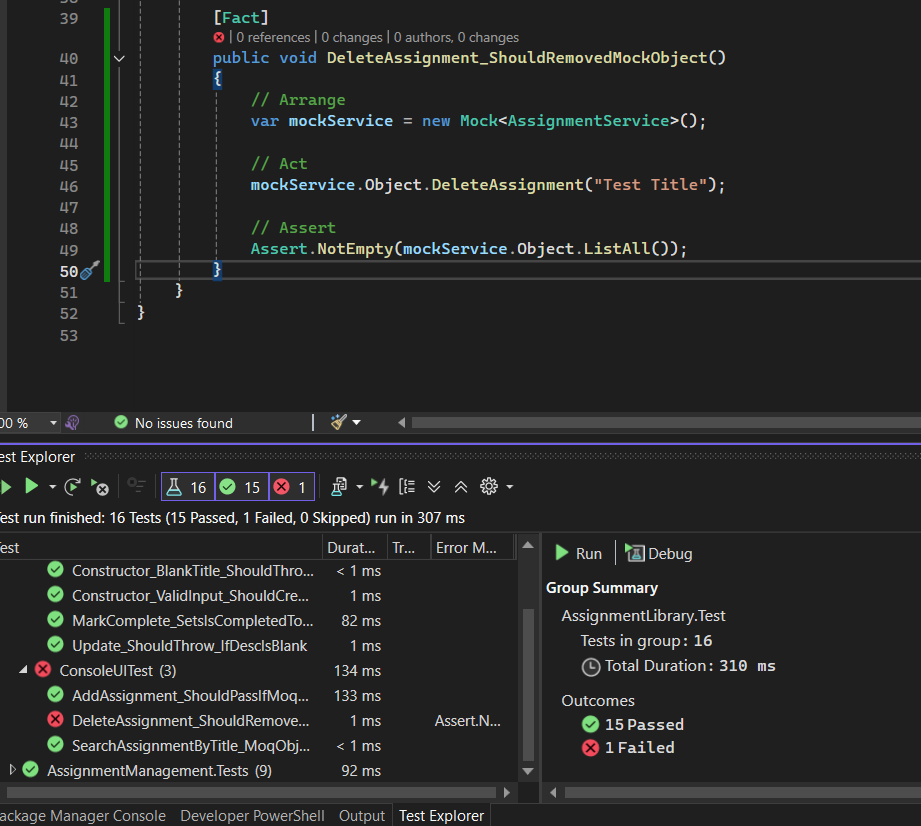 39 [Fact]
| 0 references | 0 changes | 0 authors, 0 changes
40 public void DeleteAssignment_ShouldRemovedMockObject()
41 {
42 // Arrange
43 var mockService = new Mock<AssignmentService>();
44
45 // Act
46 mockService.Object.DeleteAssignment("Test Title");
47
48 // Assert
49 Assert.NotEmpty(mockService.Object.ListAll());
50 }
51 }
52 }
53
00 % No issues found
est Explorer
16 15 1
est run finished: 16 Tests (15 Passed, 1 Failed, 0 Skipped) run in 307 ms
est Durat... Tr... Error M...
Constructor_BlankTitle_ShouldThro... < 1 ms
Constructor_ValidInput_ShouldCre... 1 ms
MarkComplete_SetsIsCompletedTo... 82 ms
Update_ShouldThrow_IfDescIsBlank 1 ms
ConsoleUITest (3) 134 ms
AddAssignment_ShouldPassIfMoq... 133 ms
DeleteAssignment_ShouldRemove... 1 ms Assert.N...
SearchAssignmentByTitle_MoqObj... < 1 ms
AssignmentManagement.Tests (9) 92 ms
Run | Debug
Group Summary
AssignmentLibrary.Test
Tests in group: 16
Total Duration: 310 ms
Outcomes
15 Passed
1 Failed
ackage Manager Console Developer PowerShell Output Test Explorer